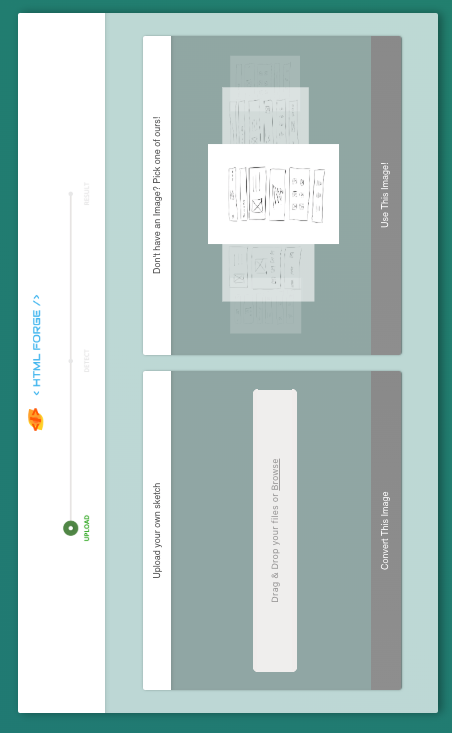 </> < HTML FORGE />
UPLOAD
DETECT
RESULT
Upload your own sketch
Drag & Drop your files or Browse
Convert This Image
Don't have an Image? Pick one of ours!
Use This Image!